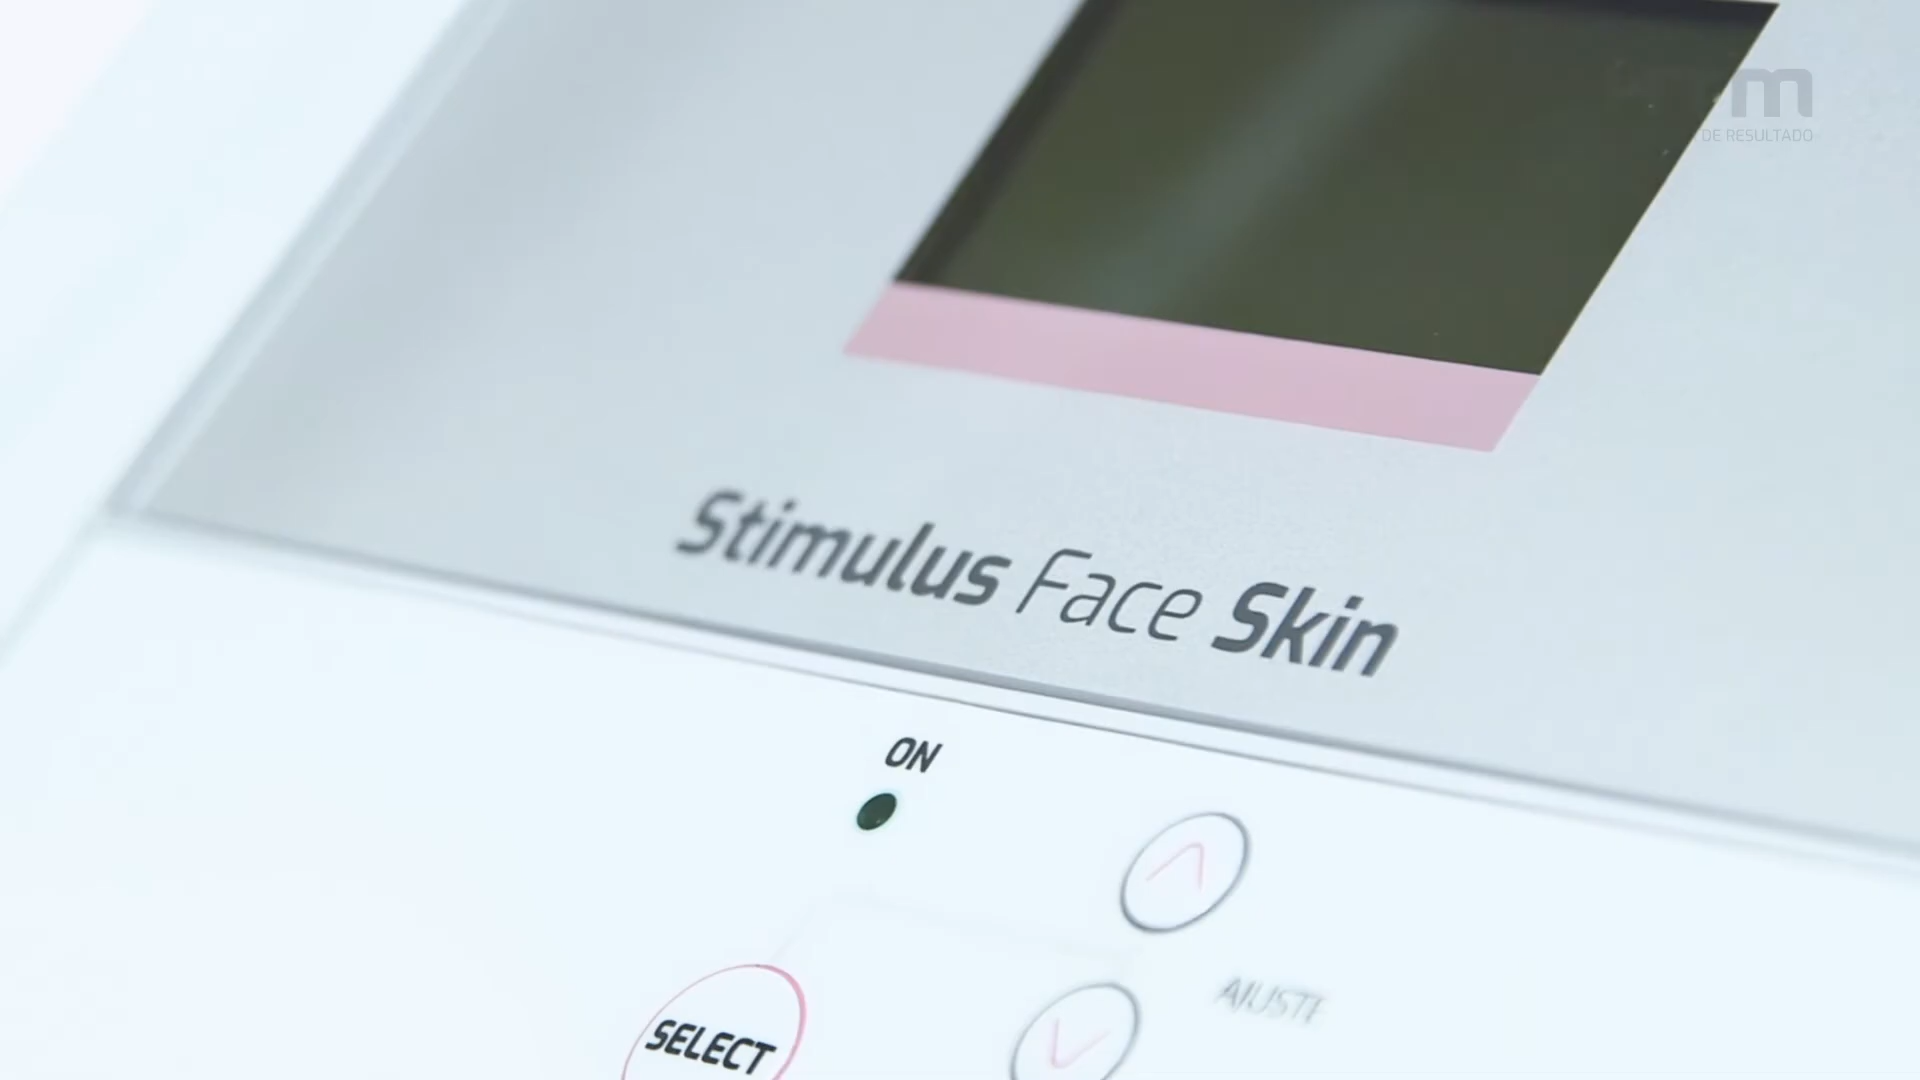 m
DE RESULTADO
Stimulus Face Skin
ON
AJUSTE
SELECT